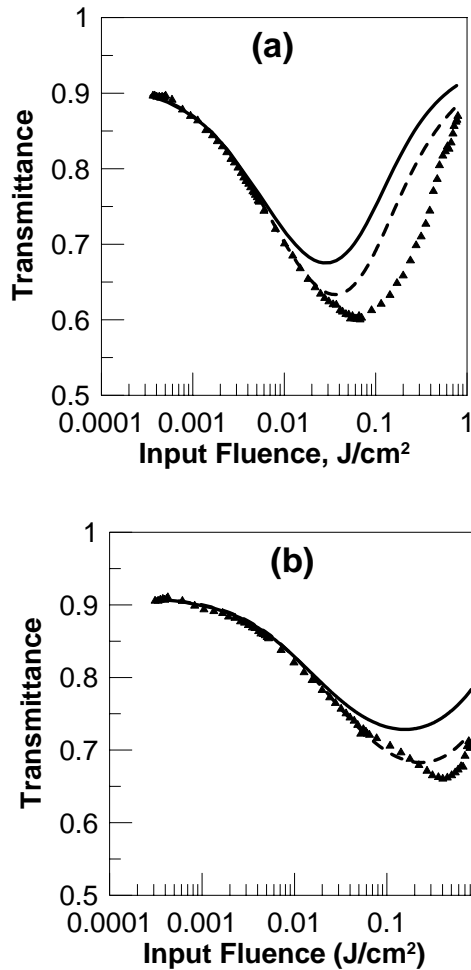 (a)
1
0.9
0.8
0.7
0.6
0.5
Transmittance
0.0001 0.001 0.01 0.1 1
Input Fluence, J/cm²
(b)
1
0.9
0.8
0.7
0.6
0.5
Transmittance
0.0001 0.001 0.01 0.1
Input Fluence (J/cm²)